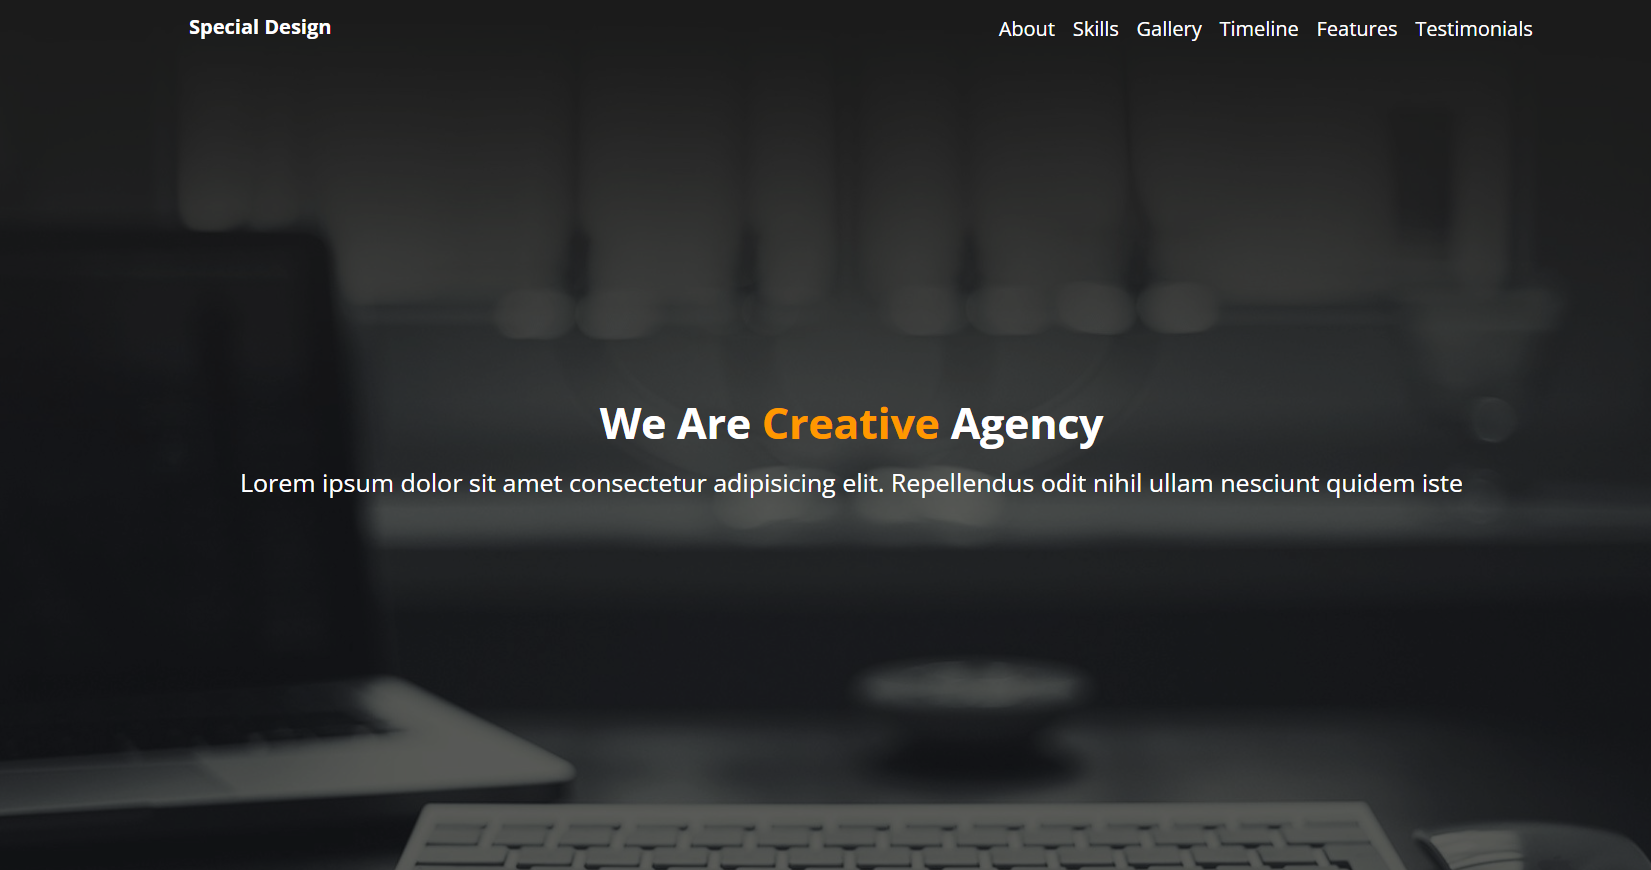 Special Design
About Skills Gallery Timeline Features Testimonials
We Are Creative Agency
Lorem ipsum dolor sit amet consectetur adipisicing elit. Repellendus odit nihil ullam nesciunt quidem iste